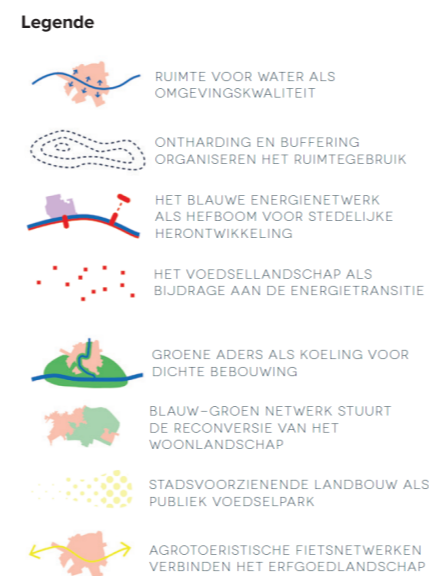 Legende
RUIMTE VOOR WATER ALS
OMGEVINGSKWALITEIT
ONTHARDING EN BUFFERING
ORGANISEREN HET RUIMTEGEBRUIK
HET BLAUWE ENERGIENETWERK
ALS HEFBOOM VOOR STEDELIJKE
HERONTWIKKELING
HET VOEDSELLANDSCHAP ALS
BIJDRAGE AAN DE ENERGIETRANSITIE
GROENE ADERS ALS KOELING VOOR
DICHTE BEBOUWING
BLAUW-GROEN NETWERK STUURT
DE RECONVERSIE VAN HET
WOONLANDSCHAP
STADSVOORZIENENDE LANDBOUW ALS
PUBLIEK VOEDSELPARK
AGROTOERISTISCHE FIETSNETWERKEN
VERBINDEN HET ERFGOEDLANDSCHAP